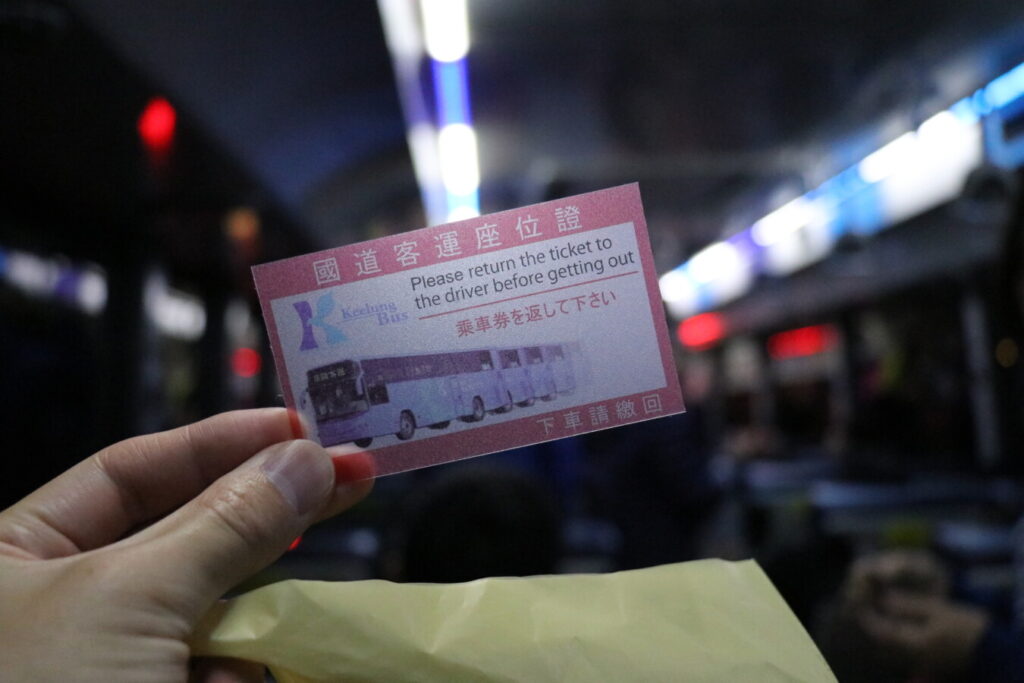 國道客運座位證
Keelung
Bus
Please return the ticket to
the driver before getting out
乘車券を返して下さい
下車請繳回